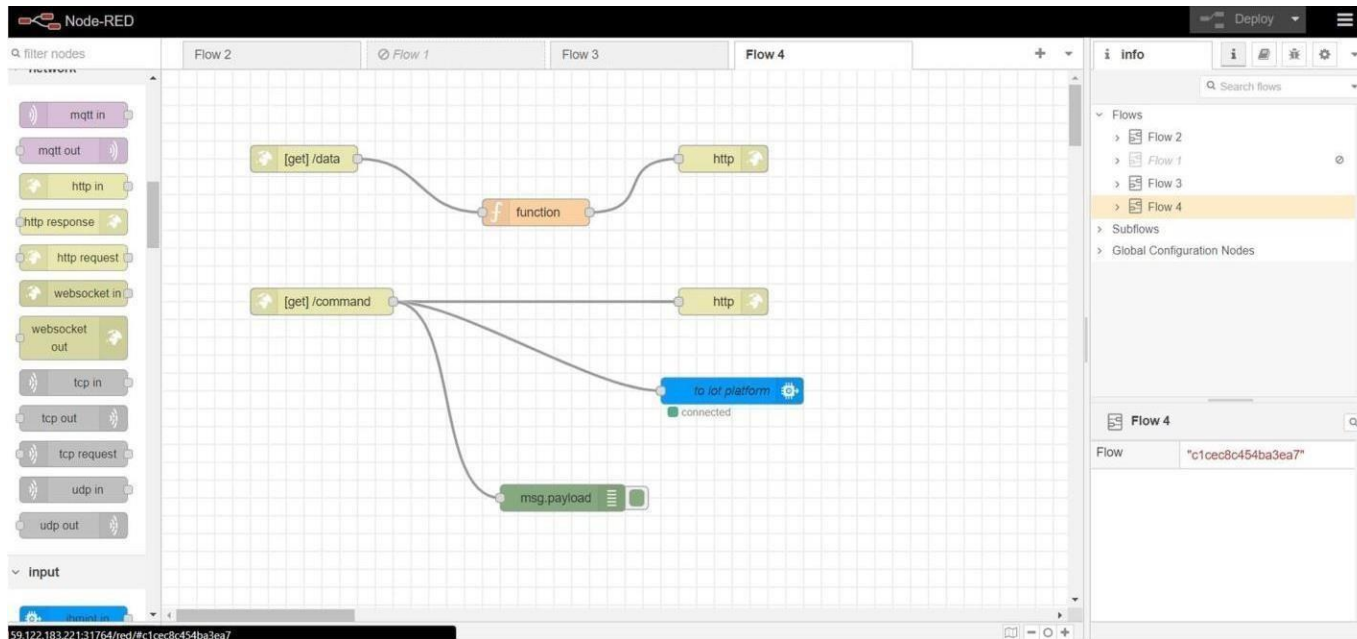 Node-RED
Deploy
filter nodes
Flow 2
Flow 1
Flow 3
Flow 4
info
network
mqtt in
mqtt out
http in
http response
http request
websocket in
websocket
out
tcp in
tcp out
tcp request
udp in
udp out
input
ibmiot in
[get] /data
http
function
[get] /command
http
to Iot platform
connected
msg.payload
Search flows
Flows
Flow 2
Flow 1
Flow 3
Flow 4
Subflows
Global Configuration Nodes
Flow 4
Flow
"c1cec8c454ba3ea7"
59.122.183.221:31764/red/#c1cec8c454ba3ea7